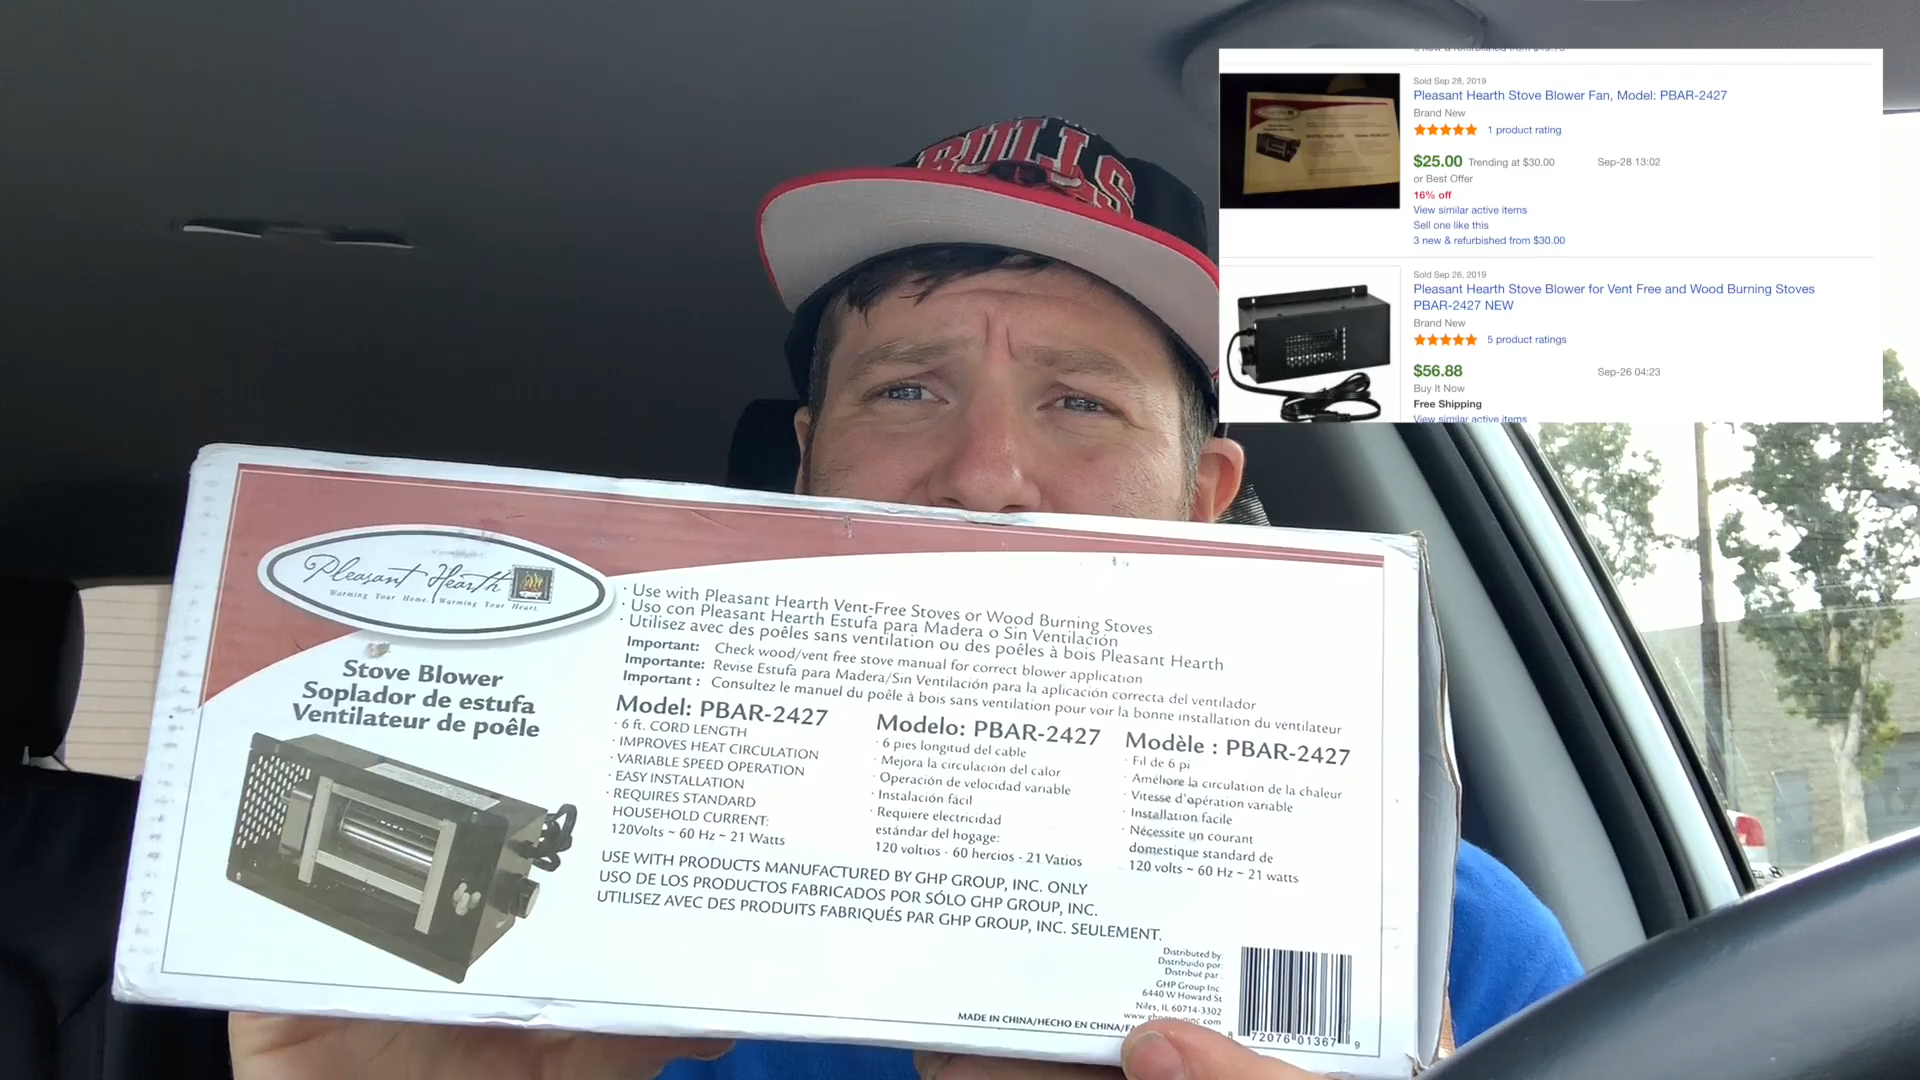 BULLS
Sold Sep 28, 2019
Pleasant Hearth Stove Blower Fan, Model: PBAR-2427
Brand New
1 product rating
$25.00 Trending at $30.00 Sep-28 13:02
or Best Offer
16% off
View similar active items
Sell one like this
3 new & refurbished from $30.00
Sold Sep 26, 2019
Pleasant Hearth Stove Blower for Vent Free and Wood Burning Stoves
PBAR-2427 NEW
Brand New
5 product ratings
$56.88 Sep-26 04:23
Buy It Now
Free Shipping
View similar active items
Pleasant Hearth
Warming Your Home. Warming Your Heart.
Stove Blower
Soplador de estufa
Ventilateur de poêle
· Use with Pleasant Hearth Vent-Free Stoves or Wood Burning Stoves
· Uso con Pleasant Hearth Estufa para Madera o Sin Ventilación
· Utilisez avec des poêles sans ventilation ou des poêles à bois Pleasant Hearth
Important: Check wood/vent free stove manual for correct blower application
Importante: Revise Estufa para Madera/Sin Ventilación para la aplicación correcta del ventilador
Important : Consultez le manuel du poêle à bois sans ventilation pour voir la bonne installation du ventilateur
Model: PBAR-2427
· 6 ft. CORD LENGTH
· IMPROVES HEAT CIRCULATION
· VARIABLE SPEED OPERATION
· EASY INSTALLATION
· REQUIRES STANDARD
HOUSEHOLD CURRENT:
120Volts ~ 60 Hz ~ 21 Watts
Modelo: PBAR-2427
· 6 pies longitud del cable
· Mejora la circulación del calor
· Operación de velocidad variable
· Instalación fácil
· Requiere electricidad
estándar del hogage:
120 voltios - 60 hercios - 21 Vatios
Modèle : PBAR-2427
· Fil de 6 pi
· Améliore la circulation de la chaleur
· Vitesse d'opération variable
· Installation facile
· Nécessite un courant
domestique standard de
120 volts ~ 60 Hz ~ 21 watts
USE WITH PRODUCTS MANUFACTURED BY GHP GROUP, INC. ONLY
USO DE LOS PRODUCTOS FABRICADOS POR SÓLO GHP GROUP, INC.
UTILISEZ AVEC DES PRODUITS FABRIQUÉS PAR GHP GROUP, INC. SEULEMENT.
Distributed by:
Distribuido por:
Distribué par :
GHP Group Inc.
6440 W Howard St
Niles, IL 60714-3302
www.ghpgroupinc.com
MADE IN CHINA/HECHO EN CHINA/FA
8 72076 01367 9